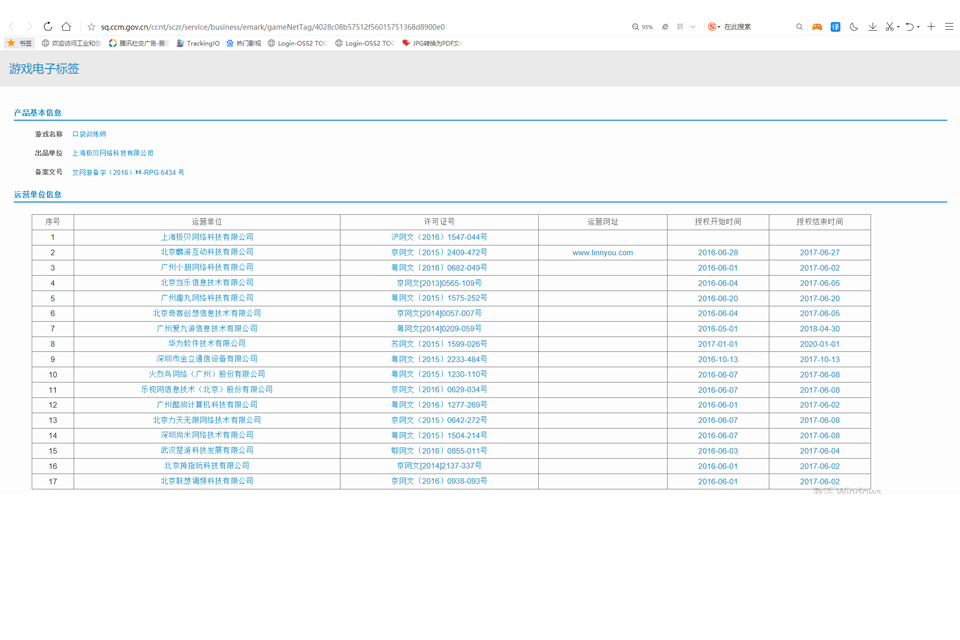 sq.ccm.gov.cn/ccnt/sczr/service/business/emark/gameNetTag/4028c08b57512f56015751368d8900e0 95% 在此搜索
书签 欢迎访问工业和信 腾讯社交广告-腾讯 TrackingIO 热门影视 Login-OSS2 TOC Login-OSS2 TOC JPG转换为PDF文
游戏电子标签
产品基本信息
游戏名称 口袋训练师
出品单位 上海极贝网络科技有限公司
备案文号 文网游备字（2016）M-RPG 6434 号
运营单位信息
序号 运营单位 许可证号 运营网址 授权开始时间 授权结束时间
1 上海极贝网络科技有限公司 沪网文（2016）1547-044号
2 北京麟游互动科技有限公司 京网文（2015）2409-472号 www.linnyou.com 2016-06-28 2017-06-27
3 广州小朋网络科技有限公司 粤网文（2016）0682-049号 2016-06-01 2017-06-02
4 北京当乐信息技术有限公司 京网文[2013]0565-109号 2016-06-04 2017-06-05
5 广州趣丸网络科技有限公司 粤网文（2015）1575-252号 2016-06-20 2017-06-20
6 北京奇客创想信息技术有限公司 京网文[2014]0057-007号 2016-06-04 2017-06-05
7 广州爱九游信息技术有限公司 粤网文[2014]0209-059号 2016-05-01 2018-04-30
8 华为软件技术有限公司 苏网文（2015）1599-026号 2017-01-01 2020-01-01
9 深圳市金立通信设备有限公司 粤网文（2015）2233-484号 2016-10-13 2017-10-13
10 火烈鸟网络（广州）股份有限公司 粤网文（2015）1230-110号 2016-06-07 2017-06-08
11 乐视网信息技术（北京）股份有限公司 京网文（2016）0629-034号 2016-06-07 2017-06-08
12 广州酷狗计算机科技有限公司 粤网文（2016）1277-269号 2016-06-01 2017-06-02
13 北京力天无限网络技术有限公司 京网文（2015）0642-272号 2016-06-07 2017-06-08
14 深圳尚米网络技术有限公司 粤网文（2015）1504-214号 2016-06-07 2017-06-08
15 武汉楚游科技发展有限公司 鄂网文（2016）0855-011号 2016-06-03 2017-06-04
16 北京拇指玩科技有限公司 京网文[2014]2137-337号 2016-06-01 2017-06-02
17 北京联想调频科技有限公司 京网文（2016）0938-093号 2016-06-01 2017-06-02
激活 Windows